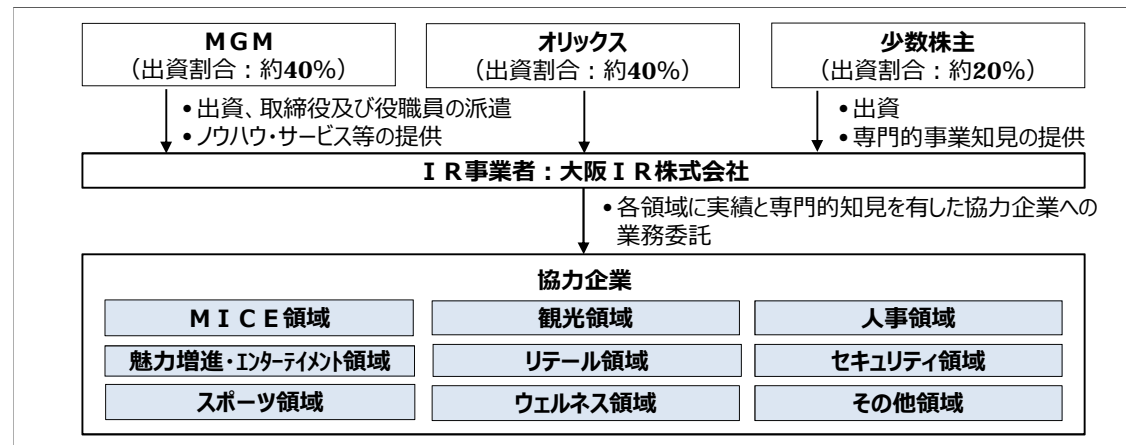 ＭＧＭ
（出資割合：約40％）
オリックス
（出資割合：約40％）
少数株主
（出資割合：約20％）
•出資、取締役及び役職員の派遣
•ノウハウ・サービス等の提供
•出資
•専門的事業知見の提供
ＩＲ事業者：大阪ＩＲ株式会社
•各領域に実績と専門的知見を有した協力企業への
業務委託
協力企業
ＭＩＣＥ領域
観光領域
人事領域
魅力増進・ｴﾝﾀｰﾃｲﾒﾝﾄ領域
リテール領域
セキュリティ領域
スポーツ領域
ウェルネス領域
その他領域